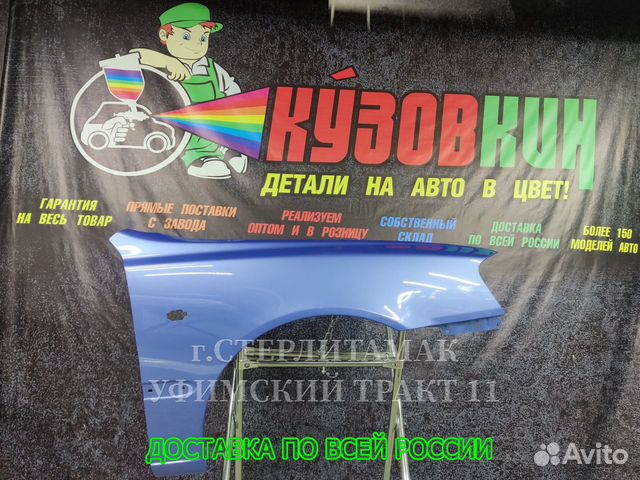 КУЗОВКИН
ДЕТАЛИ НА АВТО В ЦВЕТ!
ГАРАНТИЯ
НА ВЕСЬ ТОВАР
ПРЯМЫЕ ПОСТАВКИ
С ЗАВОДА
РЕАЛИЗУЕМ
ОПТОМ И В РОЗНИЦУ
СОБСТВЕННЫЙ
СКЛАД
ДОСТАВКА
ПО ВСЕЙ РОССИИ
БОЛЕЕ 150
МОДЕЛЕЙ АВТО
г.СТЕРЛИТАМАК
УФИМСКИЙ ТРАКТ 11
ДОСТАВКА ПО ВСЕЙ РОССИИ
Avito